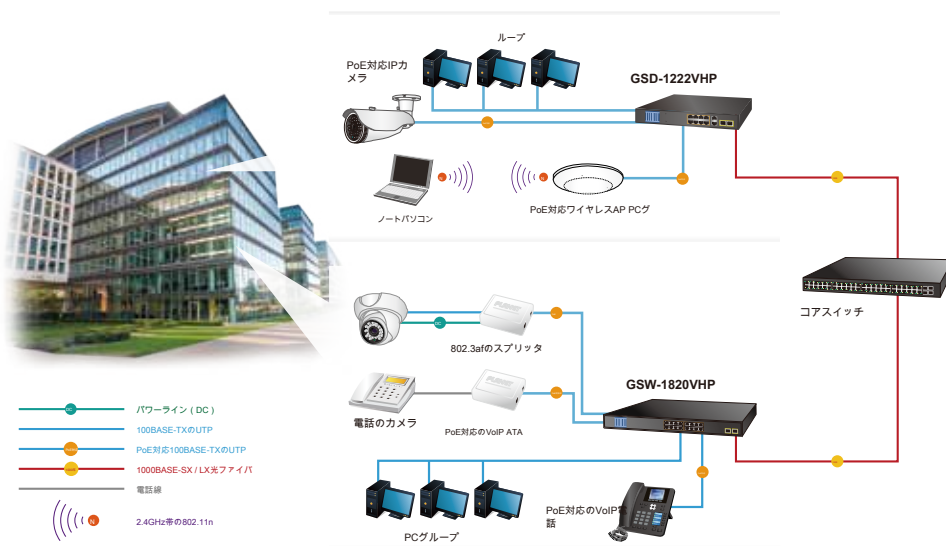 ループ
PoE対応IPカ
メラ
GSD-1222VHP
ノートパソコン
PoE対応ワイヤレスAP PCグ
コアスイッチ
802.3afのスプリッタ
GSW-1820VHP
電話のカメラ
PoE対応のVoIP ATA
PoE対応のVoIP電
話
PCグループ
DC
パワーライン ( DC )
100BASE-TXのUTP
PoE対応100BASE-TXのUTP
1000BASE-SX / LX光ファイバ
電話線
N
2.4GHz帯の802.11n